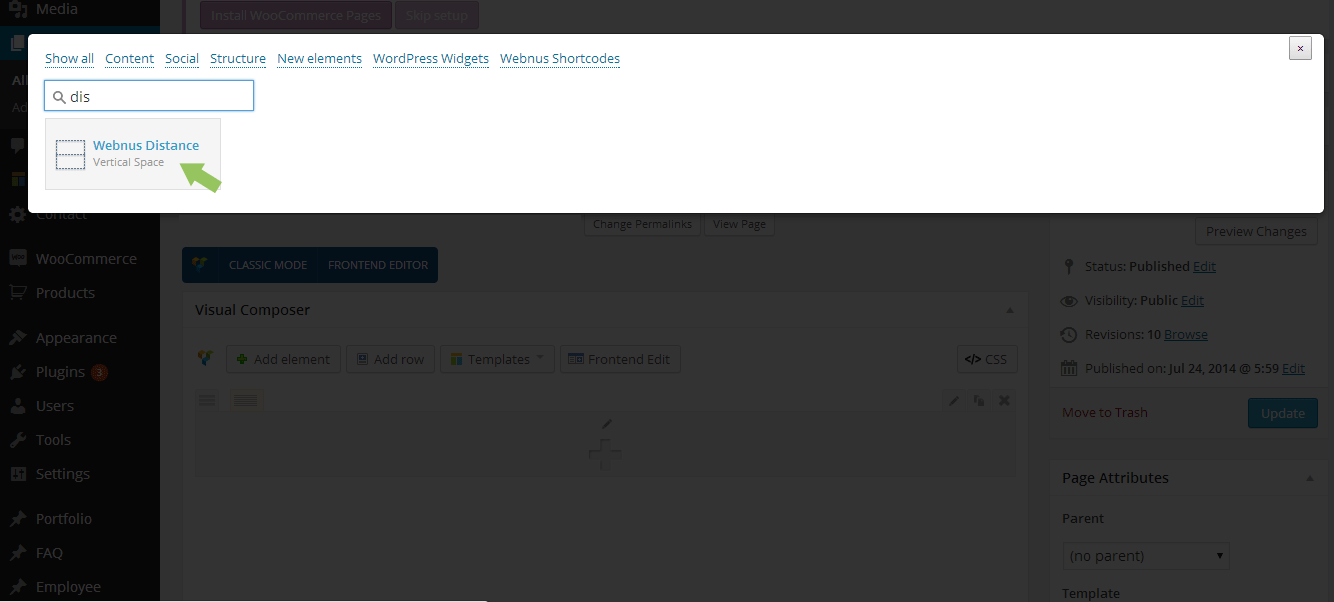 Media
Install WooCommerce Pages
Skip setup
Show all Content Social Structure New elements WordPress Widgets Webnus Shortcodes
×
dis
Webnus Distance
Vertical Space
All
Ad
Contact
WooCommerce
Products
Appearance
Plugins 3
Users
Tools
Settings
Portfolio
FAQ
Employee
Change Permalinks View Page
CLASSIC MODE FRONTEND EDITOR
Visual Composer
Add element Add row Templates Frontend Edit </> CSS
Preview Changes
Status: Published Edit
Visibility: Public Edit
Revisions: 10 Browse
Published on: Jul 24, 2014 @ 5:59 Edit
Move to Trash Update
Page Attributes
Parent
(no parent)
Template